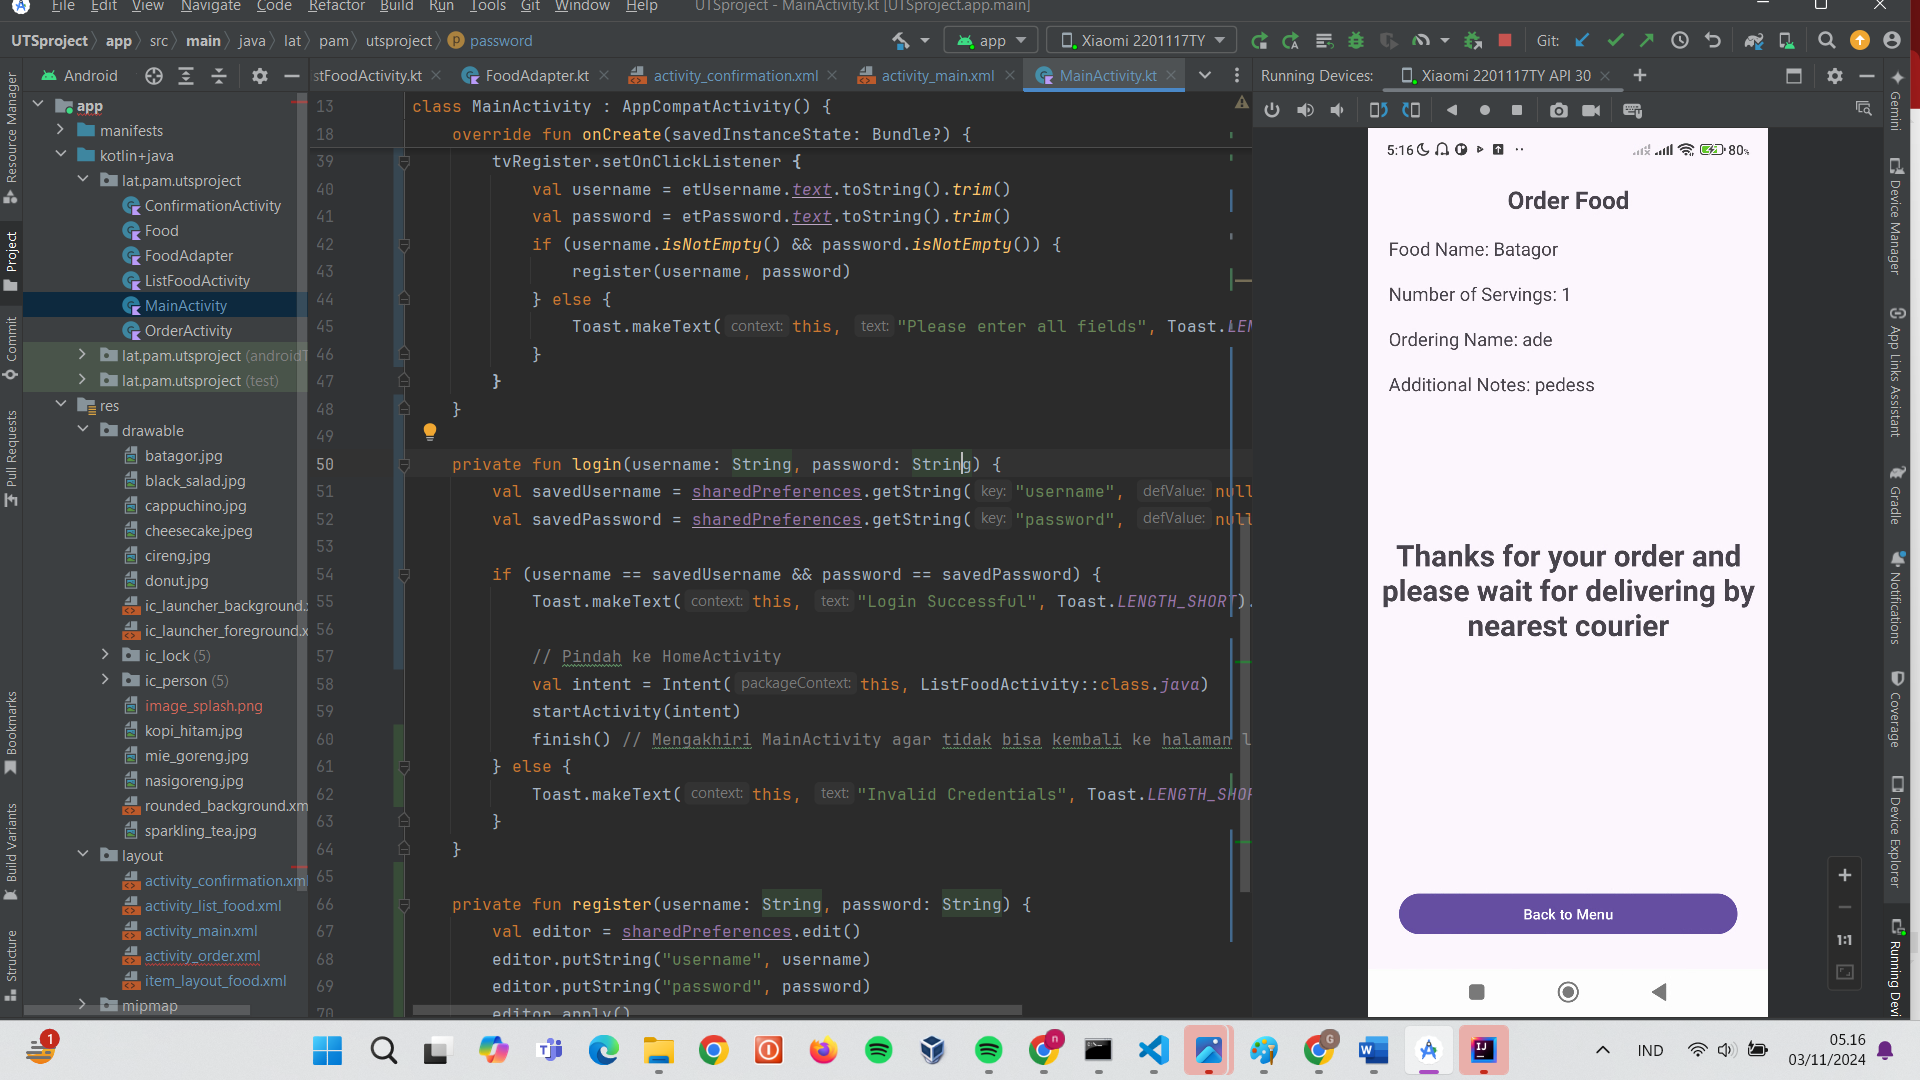 File Edit View Navigate Code Refactor Build Run Tools Git Window Help UTSproject - MainActivity.kt [UTSproject.app.main]
UTSproject app src main java lat pam utsproject password app Xiaomi 2201117TY Git:
Android stFoodActivity.kt FoodAdapter.kt activity_confirmation.xml activity_main.xml MainActivity.kt Running Devices: Xiaomi 2201117TY API 30
Resource Manager
Project
Commit
Pull Requests
Bookmarks
Build Variants
Structure
app
manifests
kotlin+java
lat.pam.utsproject
ConfirmationActivity
Food
FoodAdapter
ListFoodActivity
MainActivity
OrderActivity
lat.pam.utsproject (androidT
lat.pam.utsproject (test)
res
drawable
batagor.jpg
black_salad.jpg
cappuchino.jpg
cheesecake.jpeg
cireng.jpg
donut.jpg
ic_launcher_background.x
ic_launcher_foreground.x
ic_lock (5)
ic_person (5)
image_splash.png
kopi_hitam.jpg
mie_goreng.jpg
nasigoreng.jpg
rounded_background.xm
sparkling_tea.jpg
layout
activity_confirmation.xml
activity_list_food.xml
activity_main.xml
activity_order.xml
item_layout_food.xml
mipmap
13 class MainActivity : AppCompatActivity() {
18 override fun onCreate(savedInstanceState: Bundle?) {
39 tvRegister.setOnClickListener {
40 val username = etUsername.text.toString().trim()
41 val password = etPassword.text.toString().trim()
42 if (username.isNotEmpty() && password.isNotEmpty()) {
43 register(username, password)
44 } else {
45 Toast.makeText( context: this, text: "Please enter all fields", Toast.LEN
46 }
47 }
48 }
49
50 private fun login(username: String, password: String) {
51 val savedUsername = sharedPreferences.getString( key: "username", defValue: null
52 val savedPassword = sharedPreferences.getString( key: "password", defValue: null
53
54 if (username == savedUsername && password == savedPassword) {
55 Toast.makeText( context: this, text: "Login Successful", Toast.LENGTH_SHORT).
56
57 // Pindah ke HomeActivity
58 val intent = Intent( packageContext: this, ListFoodActivity::class.java)
59 startActivity(intent)
60 finish() // Mengakhiri MainActivity agar tidak bisa kembali ke halaman l
61 } else {
62 Toast.makeText( context: this, text: "Invalid Credentials", Toast.LENGTH_SHOR
63 }
64 }
65
66 private fun register(username: String, password: String) {
67 val editor = sharedPreferences.edit()
68 editor.putString("username", username)
69 editor.putString("password", password)
70 editor.apply()
5:16 80%
Order Food
Food Name: Batagor
Number of Servings: 1
Ordering Name: ade
Additional Notes: pedess
Thanks for your order and
please wait for delivering by
nearest courier
Back to Menu
1:1
Gemini
Device Manager
App Links Assistant
Gradle
Notifications
Coverage
Device Explorer
Running Devi
1 n G IND 05.16
03/11/2024